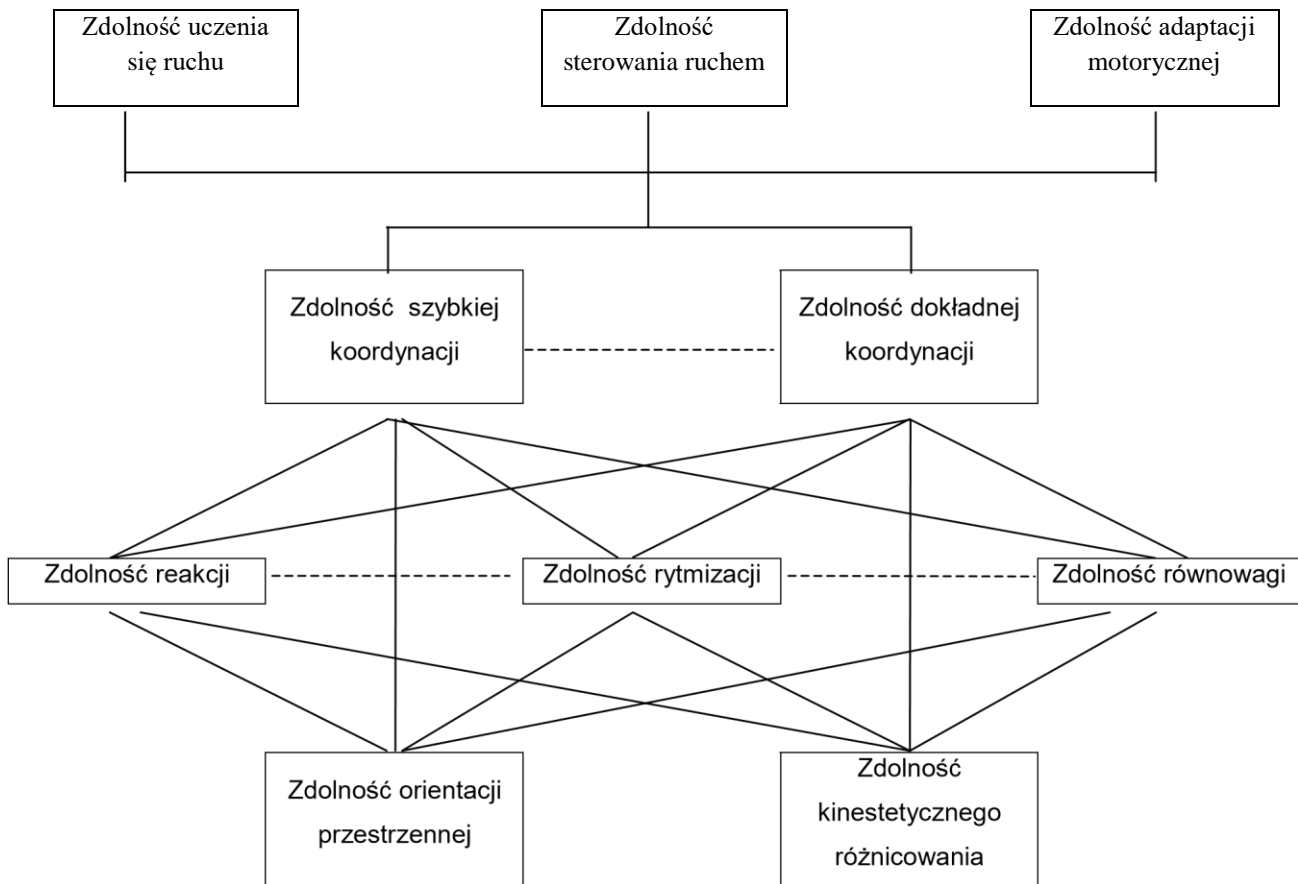 Zdolność uczenia
się ruchu
Zdolność
sterowania ruchem
Zdolność adaptacji
motorycznej
Zdolność szybkiej
koordynacji
Zdolność dokładnej
koordynacji
Zdolność reakcji
Zdolność rytmizacji
Zdolność równowagi
Zdolność orientacji
przestrzennej
Zdolność
kinestetycznego
różnicowania